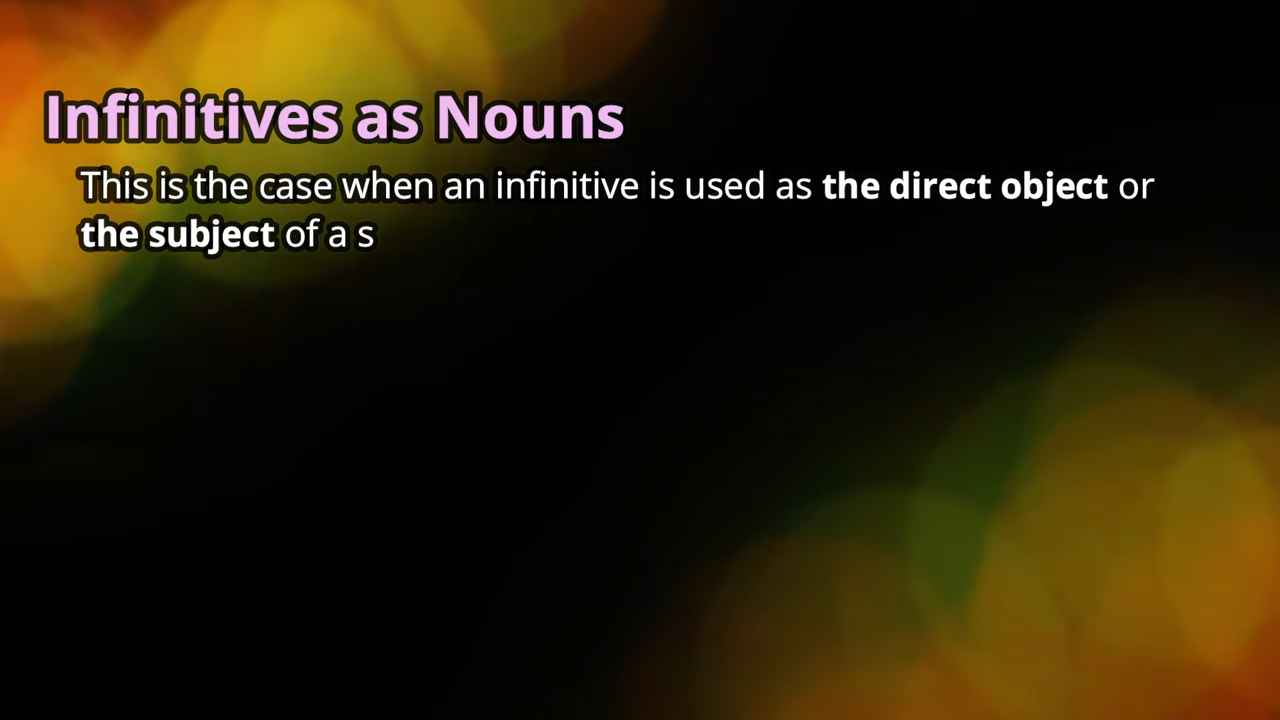 Infinitives as Nouns
This is the case when an infinitive is used as the direct object or
the subject of a s